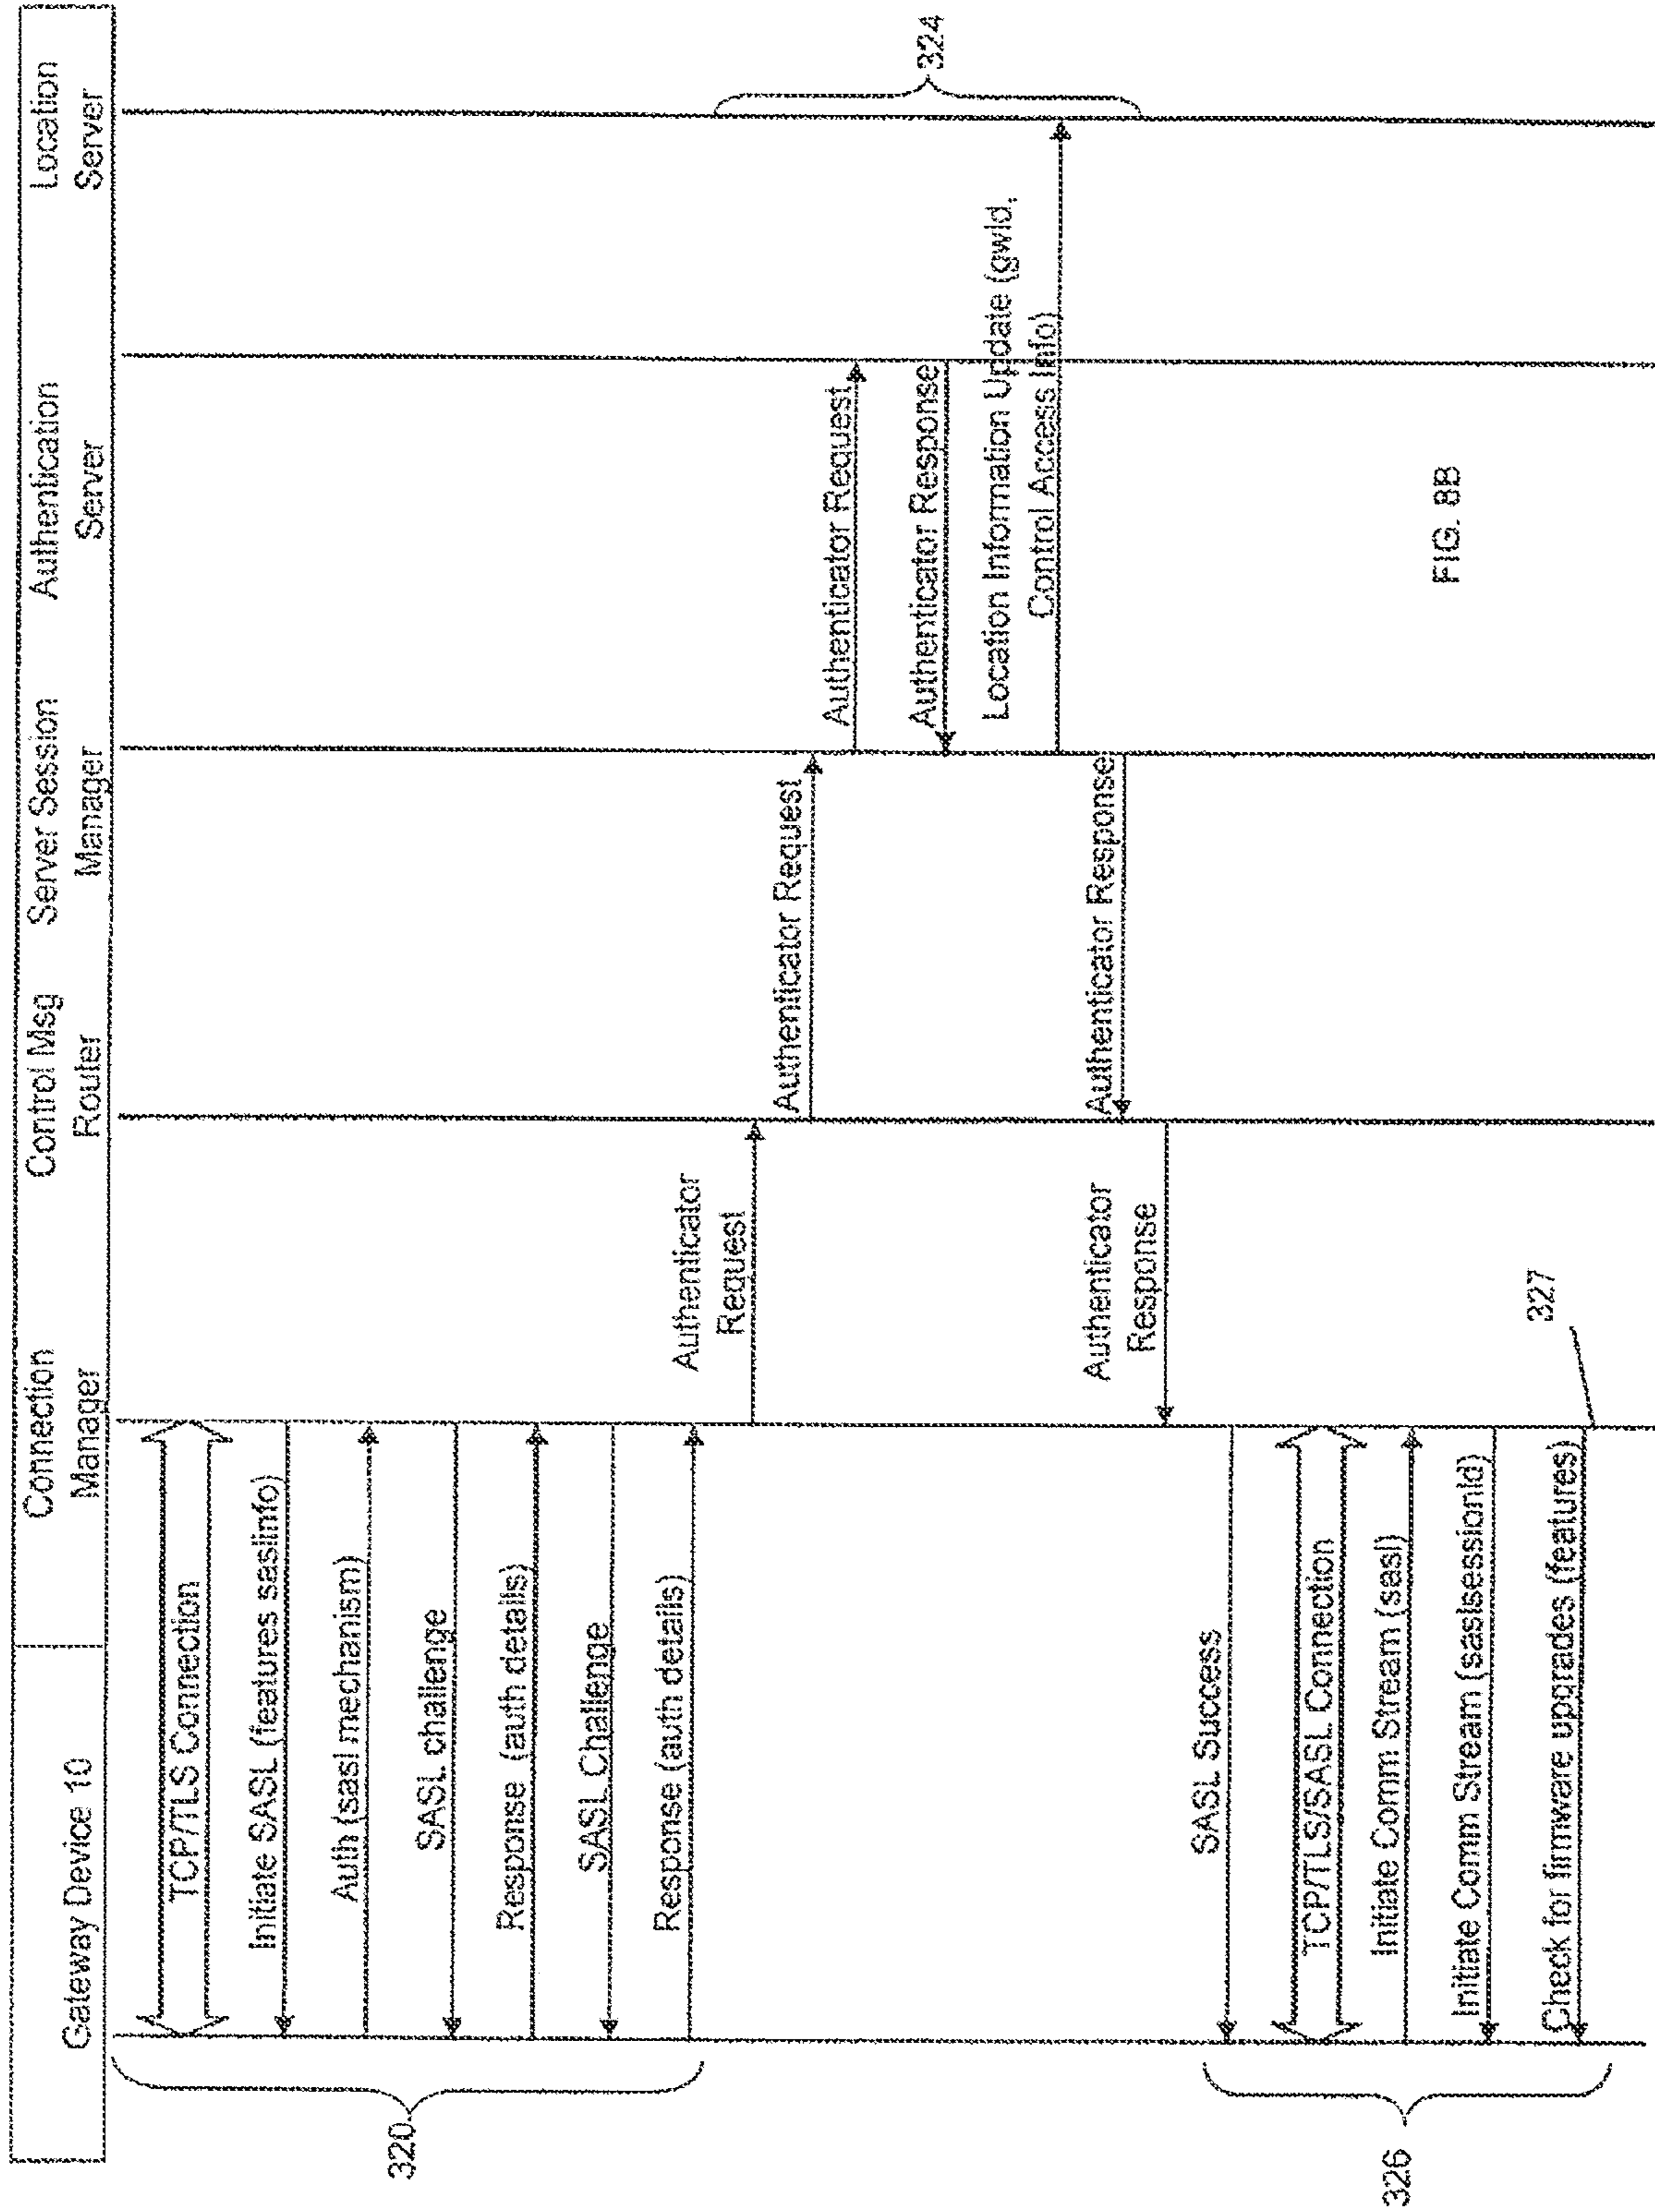 Gateway Device 10
Connection
Manager
Control Msg
Router
Server Session
Manager
Authentication
Server
Location
Server
320
TCP/TLS Connection
Initiate SASL (features saslinfo)
Auth (sasl mechanism)
SASL challenge
Response (auth details)
SASL Challenge
Response (auth details)
Authenticator
Request
Authenticator Request
Authenticator Request
Authenticator Response
Location Information Update (gwId,
Control Access Info)
324
Authenticator Response
Authenticator
Response
326
SASL Success
TCP/TLS/SASL Connection
Initiate Comm Stream (sasl)
Initiate Comm Stream (saslsessionId)
Check for firmware upgrades (features)
327
FIG. 8B